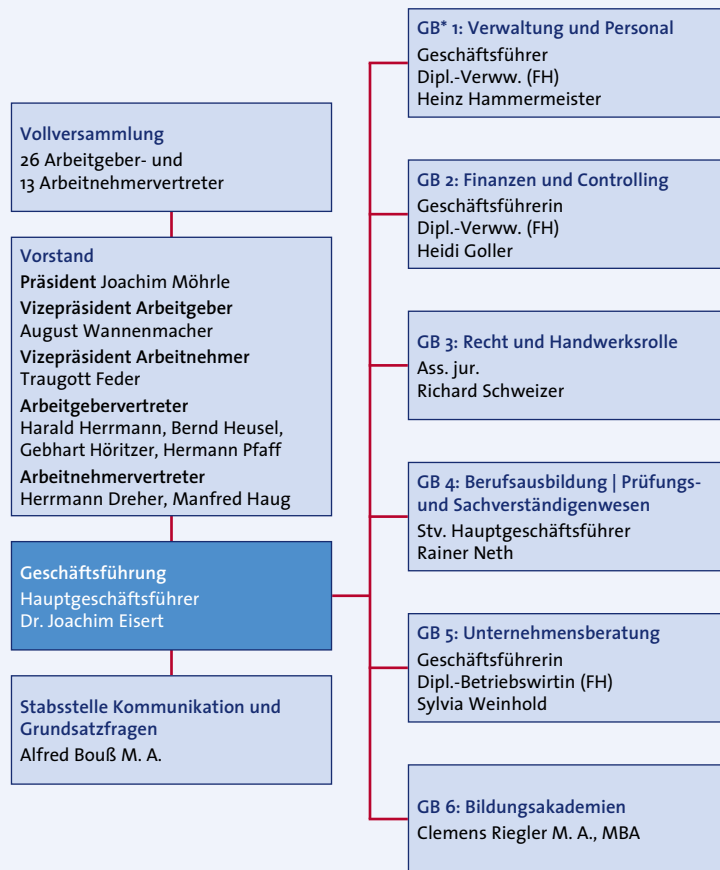 Vollversammlung
26 Arbeitgeber- und
13 Arbeitnehmervertreter
Vorstand
Präsident Joachim Möhrle
Vizepräsident Arbeitgeber
August Wannenmacher
Vizepräsident Arbeitnehmer
Traugott Feder
Arbeitgebervertreter
Harald Herrmann, Bernd Heusel,
Gebhart Höritzer, Hermann Pfaff
Arbeitnehmervertreter
Herrmann Dreher, Manfred Haug
Geschäftsführung
Hauptgeschäftsführer
Dr. Joachim Eisert
Stabsstelle Kommunikation und
Grundsatzfragen
Alfred Bouß M. A.
GB* 1: Verwaltung und Personal
Geschäftsführer
Dipl.-Verww. (FH)
Heinz Hammermeister
GB 2: Finanzen und Controlling
Geschäftsführerin
Dipl.-Verww. (FH)
Heidi Goller
GB 3: Recht und Handwerksrolle
Ass. jur.
Richard Schweizer
GB 4: Berufsausbildung | Prüfungs-
und Sachverständigenwesen
Stv. Hauptgeschäftsführer
Rainer Neth
GB 5: Unternehmensberatung
Geschäftsführerin
Dipl.-Betriebswirtin (FH)
Sylvia Weinhold
GB 6: Bildungsakademien
Clemens Riegler M. A., MBA